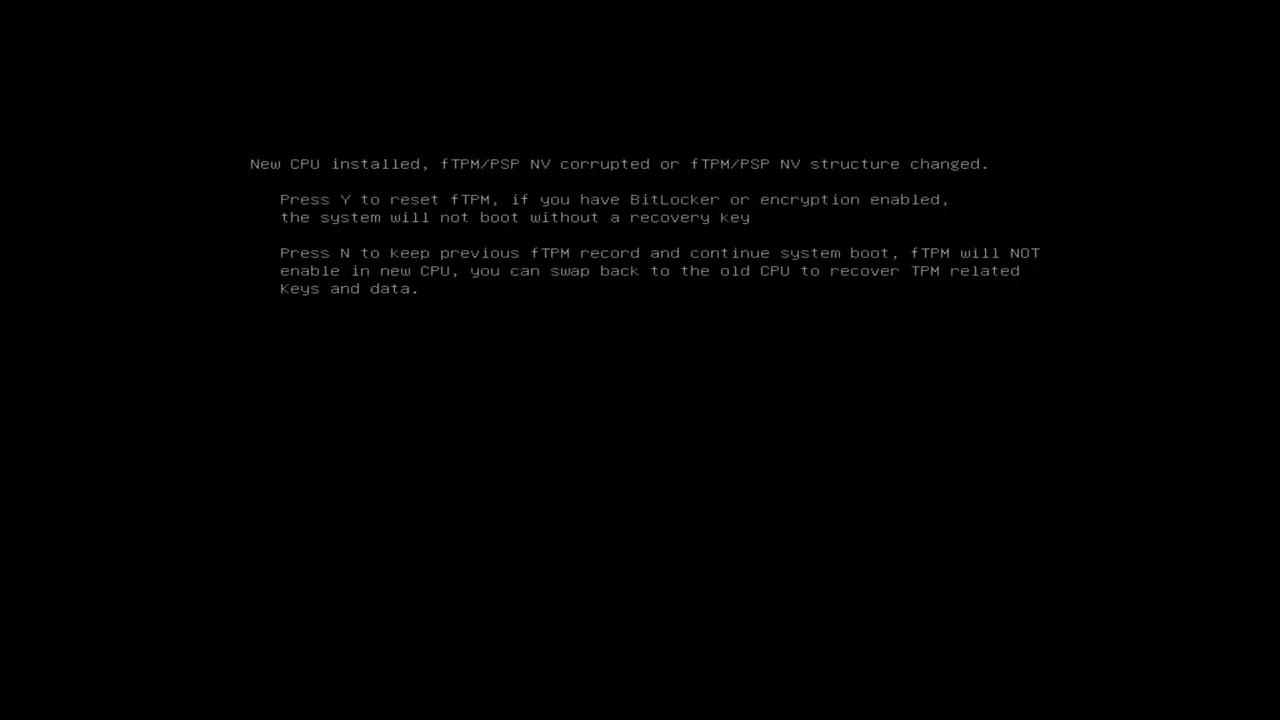 New CPU installed, fTPM/PSP NV corrupted or fTPM/PSP NV structure changed.
Press Y to reset fTPM, if you have BitLocker or encryption enabled,
the system will not boot without a recovery key
Press N to keep previous fTPM record and continue system boot, fTPM will NOT
enable in new CPU, you can swap back to the old CPU to recover TPM related
Keys and data.